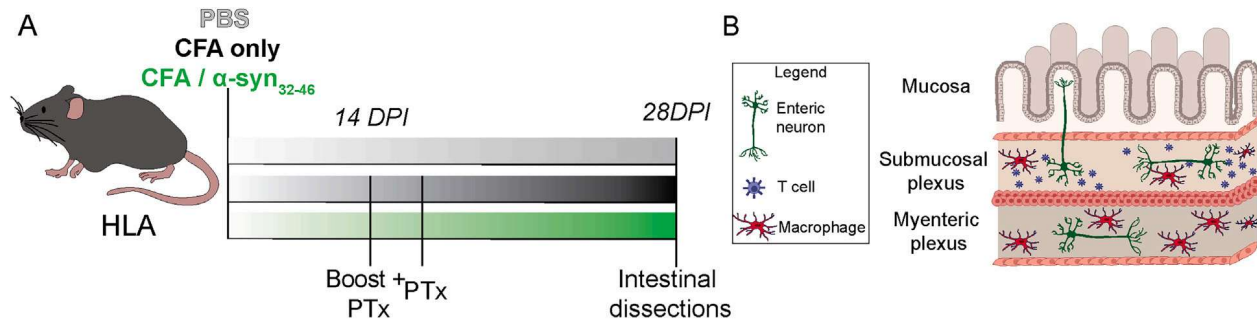 A
PBS
CFA only
CFA / α-syn32-46
14 DPI
28DPI
HLA
Boost +
PTx
PTx
Intestinal
dissections
B
Legend
Enteric
neuron
T cell
Macrophage
Mucosa
Submucosal
plexus
Myenteric
plexus